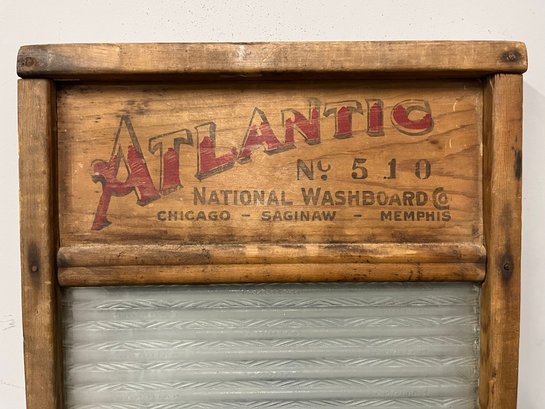 ATLANTIC
No 510
NATIONAL WASHBOARD Co
CHICAGO - SAGINAW - MEMPHIS